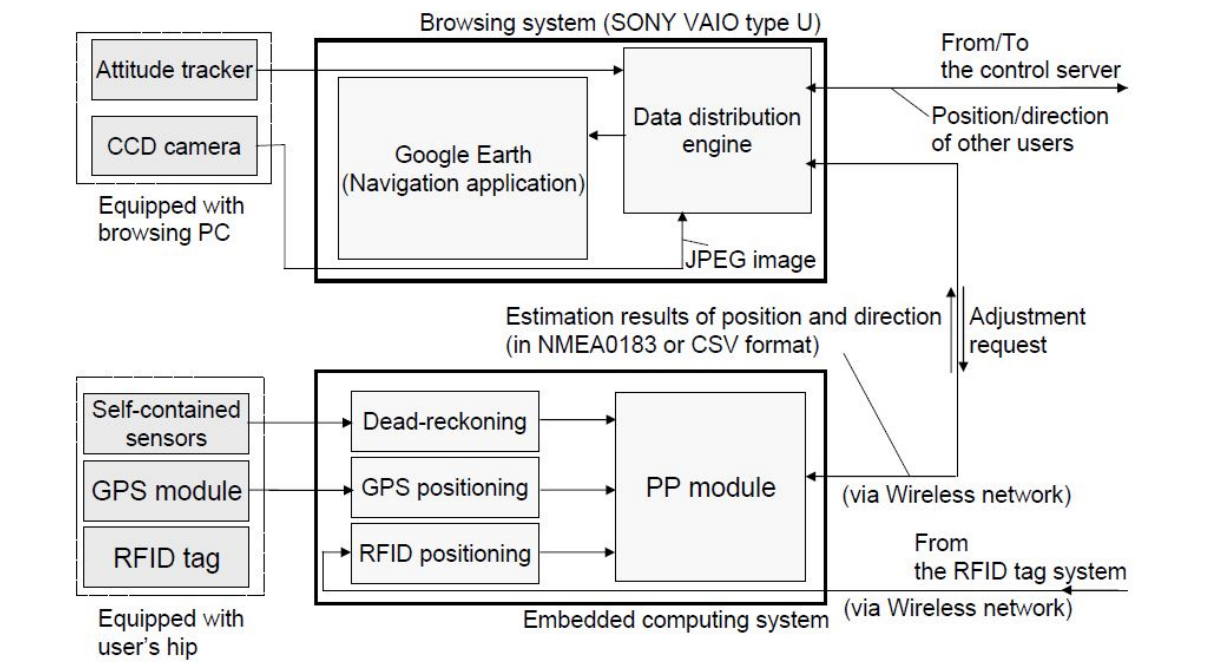 Browsing system (SONY VAIO type U)
Attitude tracker
CCD camera
Equipped with
browsing PC
Google Earth
(Navigation application)
Data distribution
engine
JPEG image
From/To
the control server
Position/direction
of other users
Estimation results of position and direction
(in NMEA0183 or CSV format)
Adjustment
request
Self-contained
sensors
GPS module
RFID tag
Equipped with
user's hip
Dead-reckoning
GPS positioning
RFID positioning
PP module
(via Wireless network)
From
the RFID tag system
(via Wireless network)
Embedded computing system